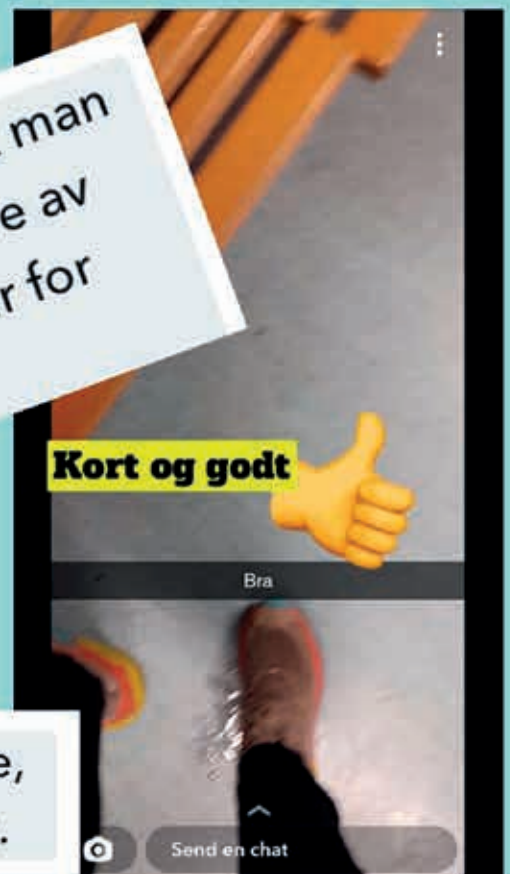 man
e av
r for
Kort og godt
Bra
e,
.
Send en chat